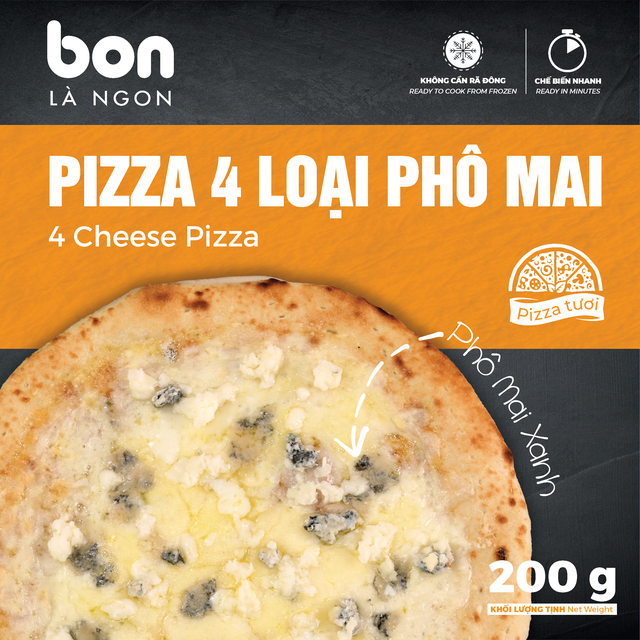 bon
LÀ NGON
KHÔNG CẦN RÃ ĐÔNG
READY TO COOK FROM FROZEN
CHẾ BIẾN NHANH
READY IN MINUTES
PIZZA 4 LOẠI PHÔ MAI
4 Cheese Pizza
Pizza tươi
Phô Mai Xanh
200 g
KHỐI LƯỢNG TỊNH Net Weight